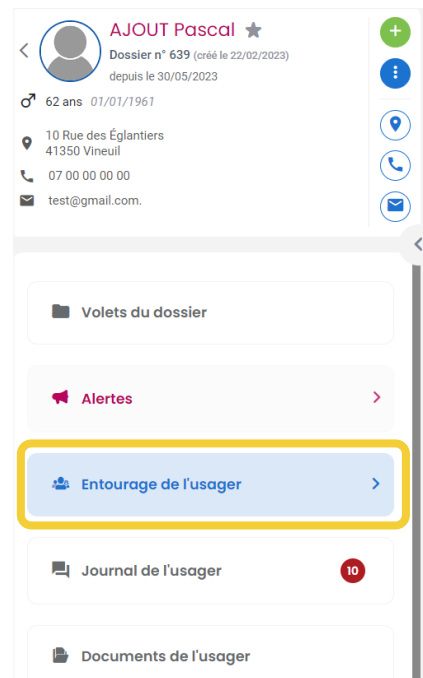 AJOUT Pascal
Dossier n° 639 (créé le 22/02/2023)
depuis le 30/05/2023
62 ans 01/01/1961
10 Rue des Églantiers
41350 Vineuil
07 00 00 00 00
test@gmail.com.
Volets du dossier
Alertes
Entourage de l'usager
Journal de l'usager 10
Documents de l'usager